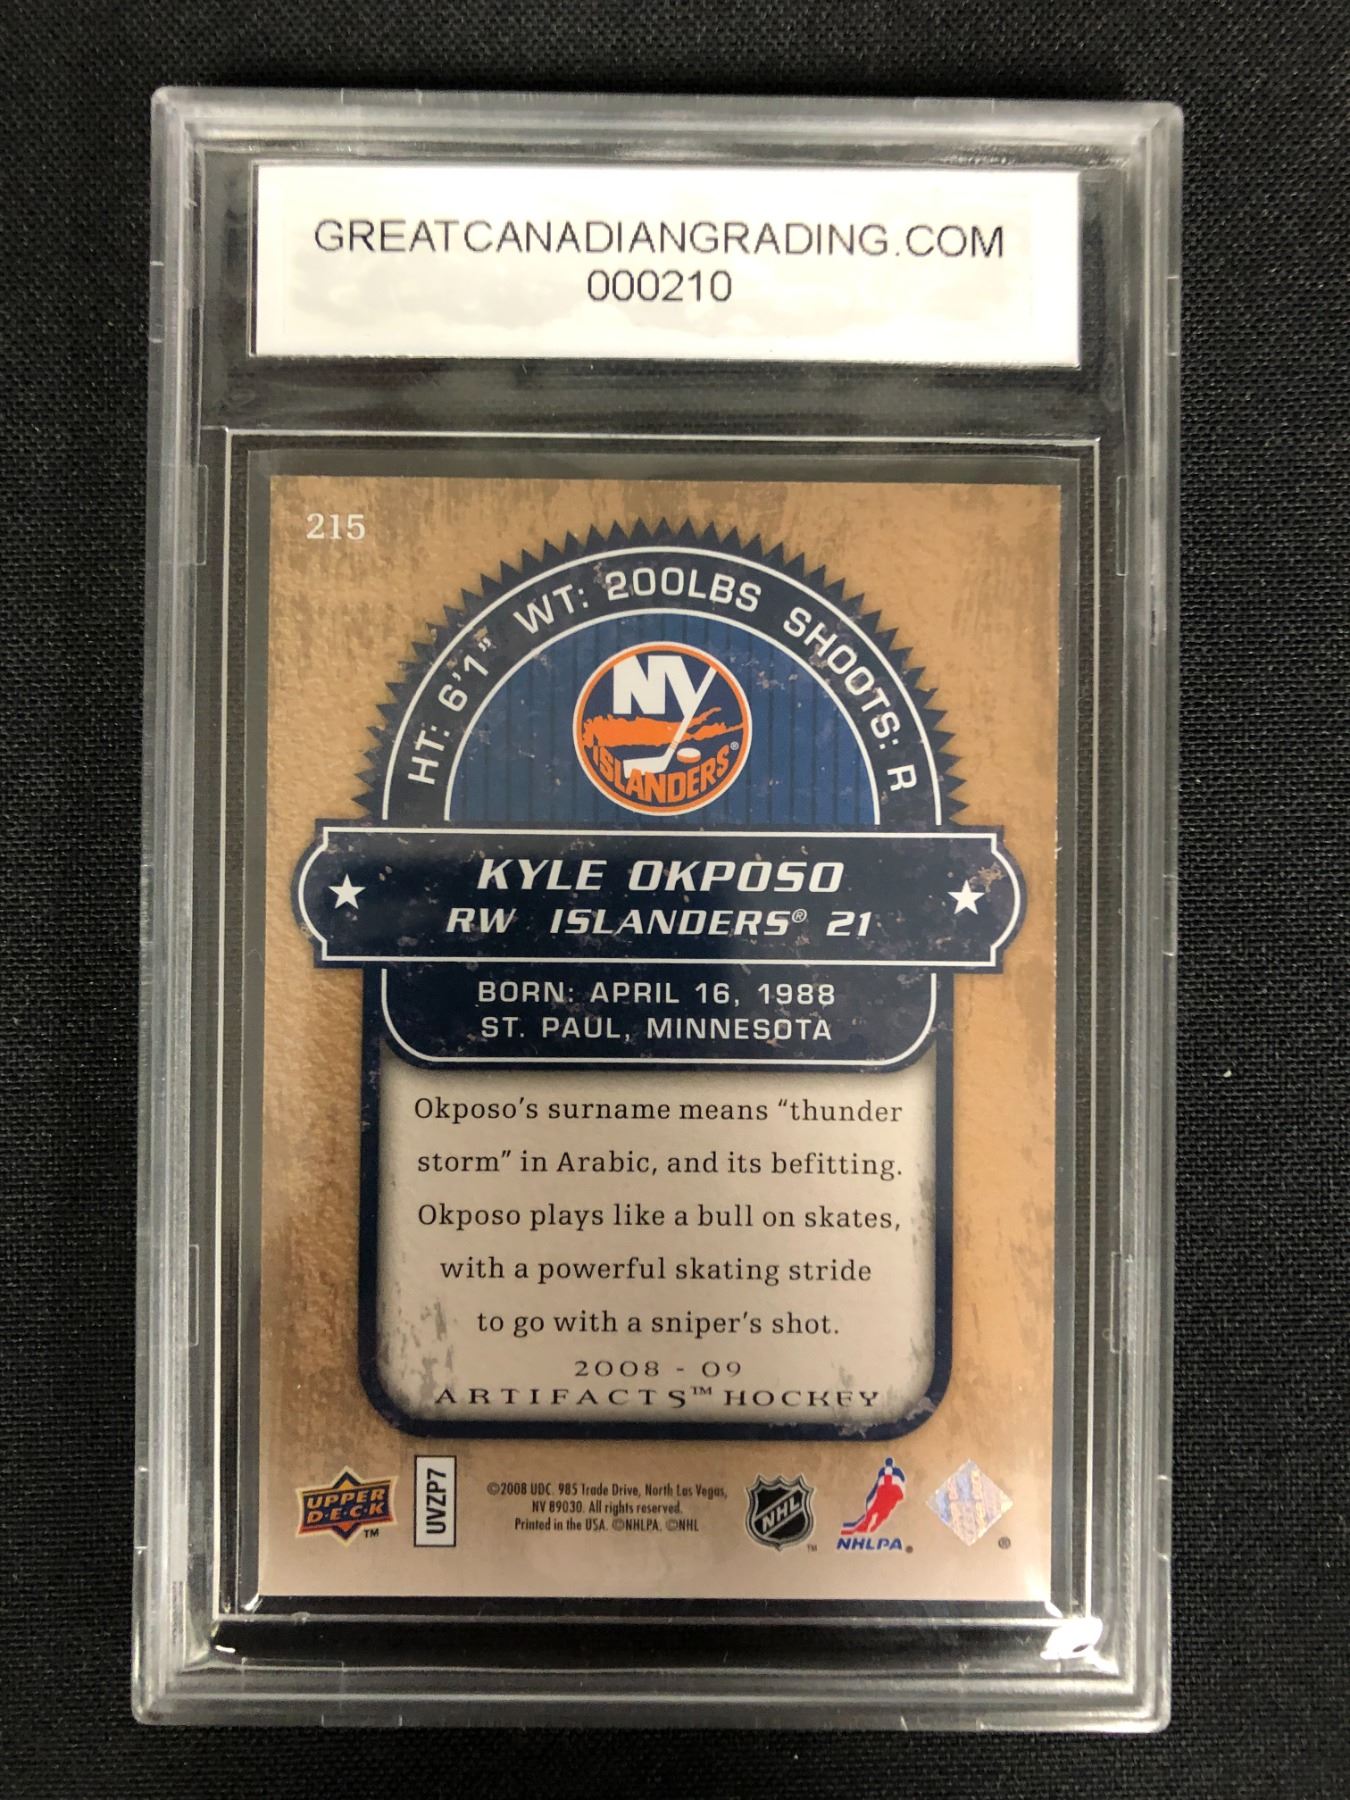 GREATCANADIANGRADING.COM
000210
215
HT: 6'1" WT: 200LBS SHOOTS: R
NY
ISLANDERS®
KYLE OKPOSO
RW ISLANDERS® 21
BORN: APRIL 16, 1988
ST. PAUL, MINNESOTA
Okposo's surname means "thunder
storm" in Arabic, and its befitting.
Okposo plays like a bull on skates,
with a powerful skating stride
to go with a sniper's shot.
2008 - 09
ARTIFACTS™ HOCKEY
UPPER
D·E·C·K
™
UVZP7
©2008 UDC. 985 Trade Drive, North Las Vegas,
NV 89030. All rights reserved.
Printed in the USA. ©NHLPA. ©NHL
NHL
™
NHLPA®
®